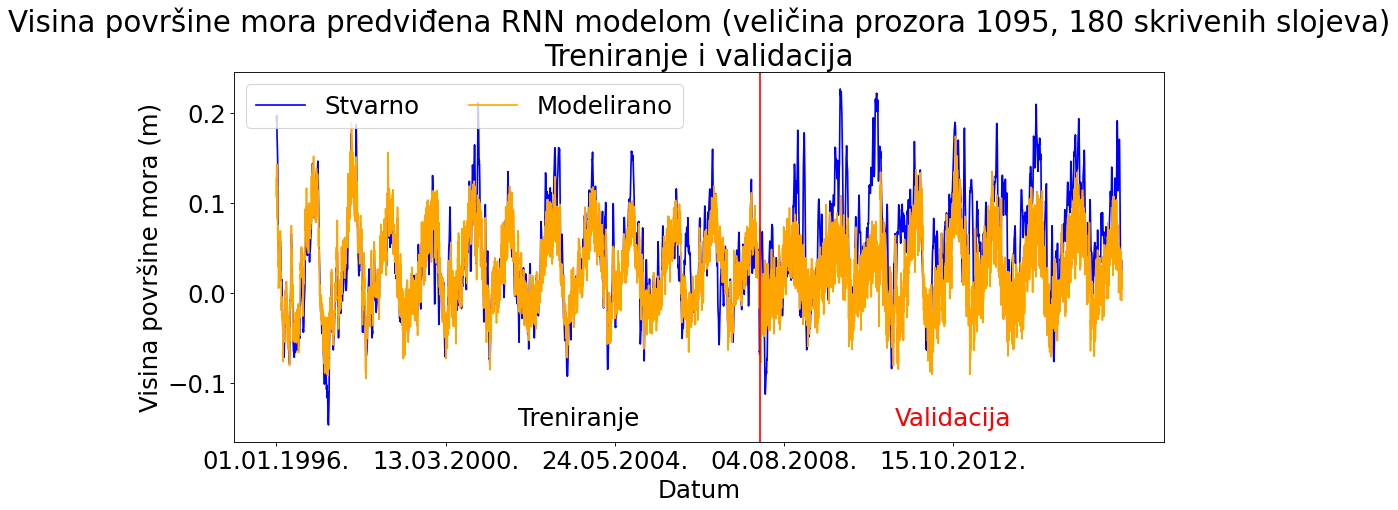 Visina površine mora predviđena RNN modelom (veličina prozora 1095, 180 skrivenih slojeva)
Treniranje i validacija
Stvarno Modelirano
Visina površine mora (m)
0.2
0.1
0.0
−0.1
Treniranje Validacija
01.01.1996. 13.03.2000. 24.05.2004. 04.08.2008. 15.10.2012.
Datum